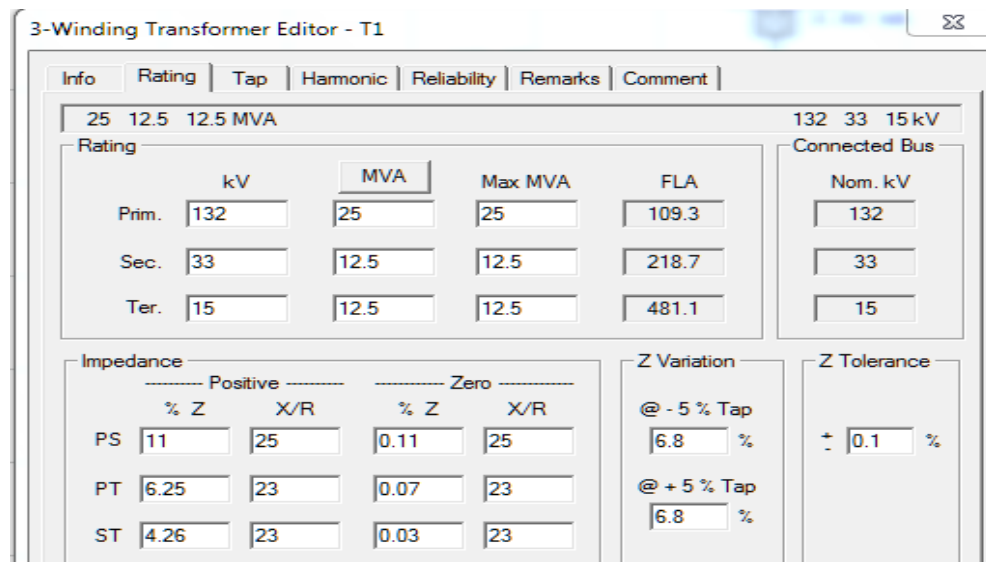 3-Winding Transformer Editor - T1
Info Rating Tap Harmonic Reliability Remarks Comment
25 12.5 12.5 MVA 132 33 15 kV
Rating Connected Bus
kV MVA Max MVA FLA Nom. kV
Prim. 132 25 25 109.3 132
Sec. 33 12.5 12.5 218.7 33
Ter. 15 12.5 12.5 481.1 15
Impedance Z Variation Z Tolerance
---------- Positive ---------- ---------- Zero -------------
% Z X/R % Z X/R @ - 5 % Tap
PS 11 25 0.11 25 6.8 % + - 0.1 %
PT 6.25 23 0.07 23 @ + 5 % Tap
6.8 %
ST 4.26 23 0.03 23